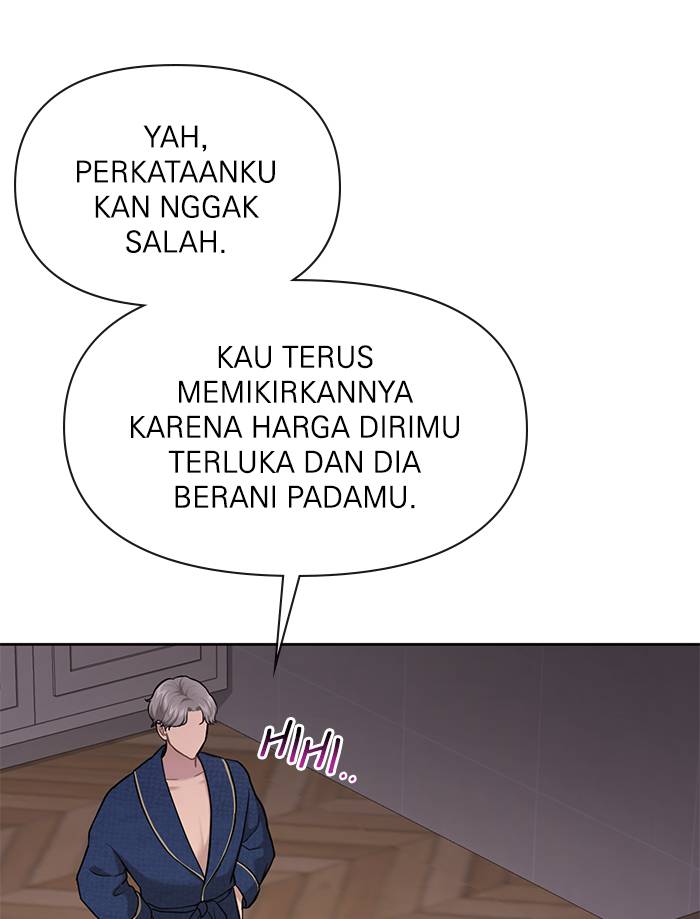 YAH,
PERKATAANKU
KAN NGGAK
SALAH.
KAU TERUS
MEMIKIRKANNYA
KARENA HARGA DIRIMU
TERLUKA DAN DIA
BERANI PADAMU.
HIHI..